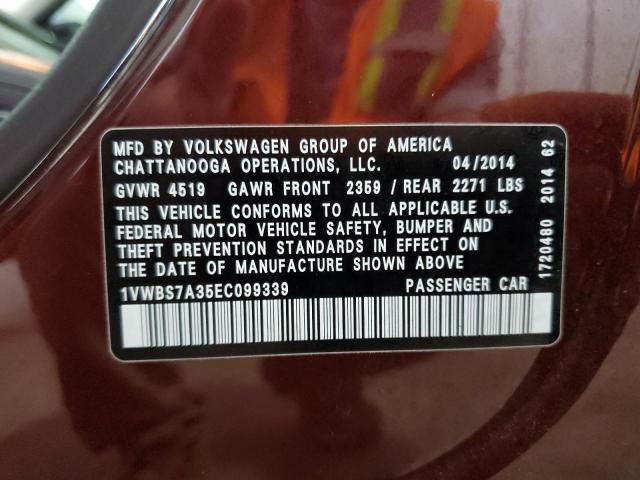 MFD BY VOLKSWAGEN GROUP OF AMERICA
CHATTANOOGA OPERATIONS, LLC. 04/2014
GVWR 4519 GAWR FRONT 2359 / REAR 2271 LBS
THIS VEHICLE CONFORMS TO ALL APPLICABLE U.S.
FEDERAL MOTOR VEHICLE SAFETY, BUMPER AND
THEFT PREVENTION STANDARDS IN EFFECT ON
THE DATE OF MANUFACTURE SHOWN ABOVE
1VWBS7A35EC099339 PASSENGER CAR
1720480 2014 62